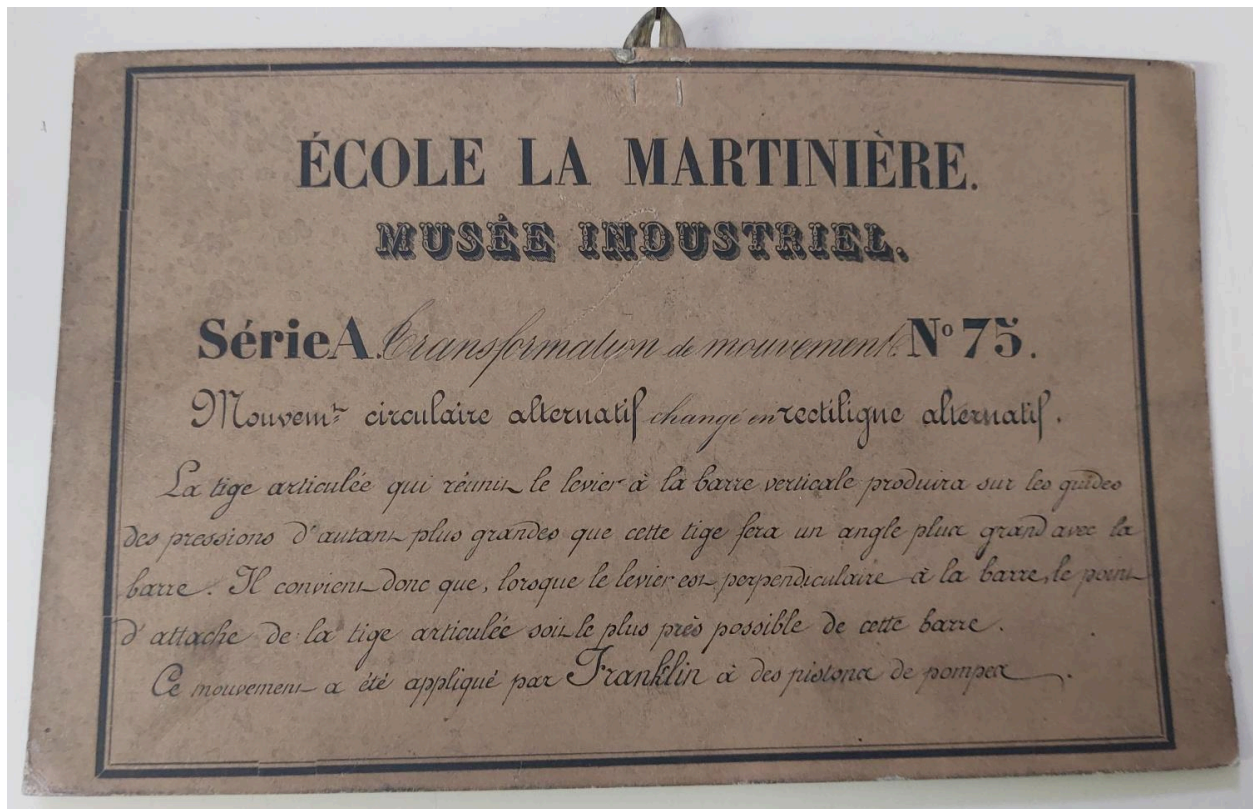 ÉCOLE LA MARTINIÈRE.
MUSÉE INDUSTRIEL.
Série A. Transformation de mouvement No 75.
Mouvemt circulaire alternatif changé en rectiligne alternatif.
La tige articulée qui réunit le levier à la barre verticale produira sur les guides
des pressions d'autant plus grandes que cette tige fera un angle plus grand avec la
barre. Il convient donc que, lorsque le levier est perpendiculaire à la barre, le point
d'attache de la tige articulée soit le plus près possible de cette barre.
Ce mouvement a été appliqué par Franklin à des pistons de pompes.